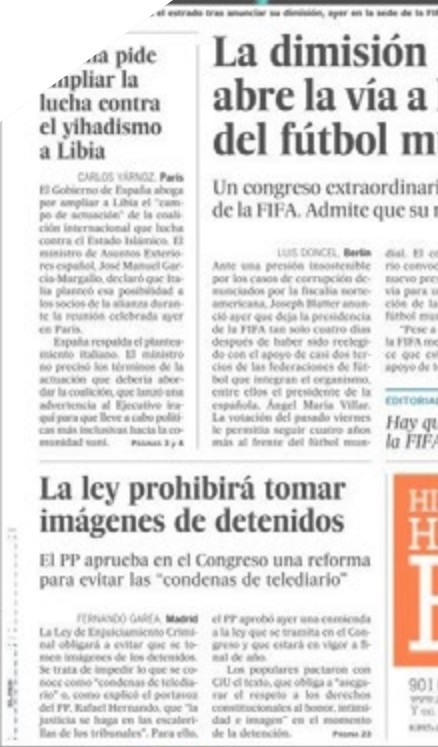 el estrado tras anunciar su dimisión, ayer en la sede de la FIF
pide
ampliar la
lucha contra
el yihadismo
a Libia
CARLOS YÁRNOZ, París
El Gobierno de España aboga
por ampliar a Libia el “cam-
po de actuación” de la coali-
ción internacional que lucha
contra el Estado Islámico. El
ministro de Asuntos Exterio-
res español, José Manuel Gar-
cía-Margallo, declaró que Ita-
lia planteó esa posibilidad a
los socios de la alianza duran-
te la reunión celebrada ayer
en París.
España respalda el plantea-
miento italiano. El ministro
no precisó los términos de la
actuación que debería abor-
dar la coalición, que lanzó una
advertencia al Ejecutivo ira-
quí para que lleve a cabo políti-
cas más inclusivas hacia la co-
munidad suní. PÁGINAS 3 y 4
La dimisión
abre la vía a
del fútbol m
Un congreso extraordinari
de la FIFA. Admite que su
LUIS DONCEL, Berlín
Ante una presión insostenible
por los casos de corrupción de-
nunciados por la fiscalía norte-
americana, Joseph Blatter anun-
ció ayer que deja la presidencia
de la FIFA tan solo cuatro días
después de haber sido reelegi-
do con el apoyo de casi dos ter-
cios de las federaciones de fút-
bol que integran el organismo,
entre ellos el presidente de la
española, Ángel María Villar.
La votación del pasado viernes
le permitía seguir cuatro años
más al frente del fútbol mun-
dial. El co
rio convoc
nuevo pres
vía para u
ción de la
fútbol mun
“Pese a
la FIFA me
ce que est
apoyo de t
EDITORIAL
Hay qu
la FIFA
La ley prohibirá tomar
imágenes de detenidos
El PP aprueba en el Congreso una reforma
para evitar las “condenas de telediario”
FERNANDO GAREA, Madrid
La Ley de Enjuiciamiento Crimi-
nal obligará a evitar que se to-
men imágenes de los detenidos.
Se trata de impedir lo que se co-
noce como “condenas de teledia-
rio” o, como explicó el portavoz
del PP, Rafael Hernando, que “la
justicia se haga en las escaleri-
llas de los tribunales”. Para ello,
el PP aprobó ayer una enmienda
a la ley que se tramita en el Con-
greso y que estará en vigor a fi-
nal de año.
Los populares pactaron con
CiU el texto, que obliga a “asegu-
rar el respeto a los derechos
constitucionales al honor, intimi-
dad e imagen” en el momento
de la detención. PÁGINA 23
HI
H
901